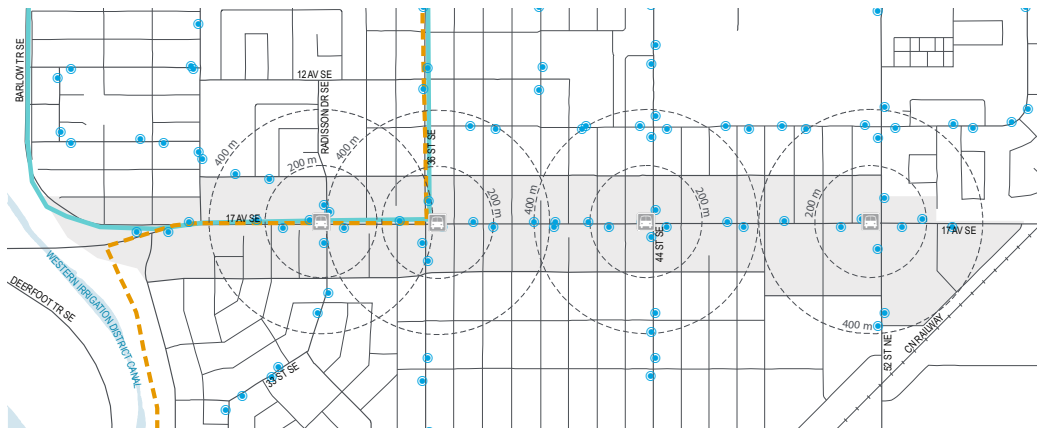 BARLOW TR SE
12 AV SE
RADISSON DR SE
36 ST SE
400 m
200 m
400 m
200 m
400 m
200 m
200 m
17 AV SE
44 ST SE
17 AV SE
WESTERN IRRIGATION DISTRICT CANAL
DEERFOOT TR SE
33 ST SE
400 m
52 ST NE
CN RAILWAY